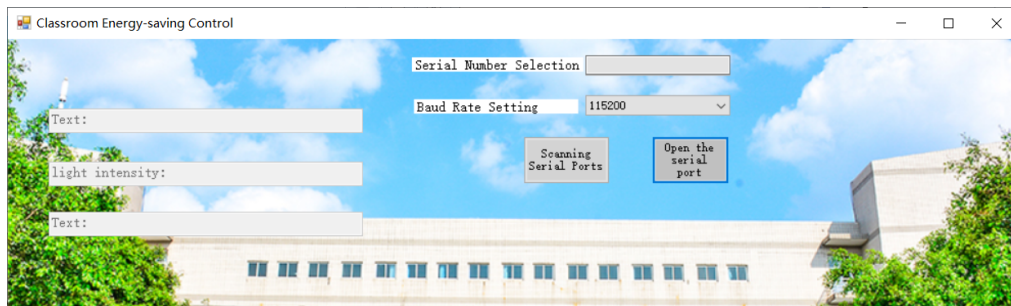 Classroom Energy-saving Control
Serial Number Selection
Baud Rate Setting
115200
Text:
Scanning
Serial Ports
Open the
serial
port
light intensity:
Text: